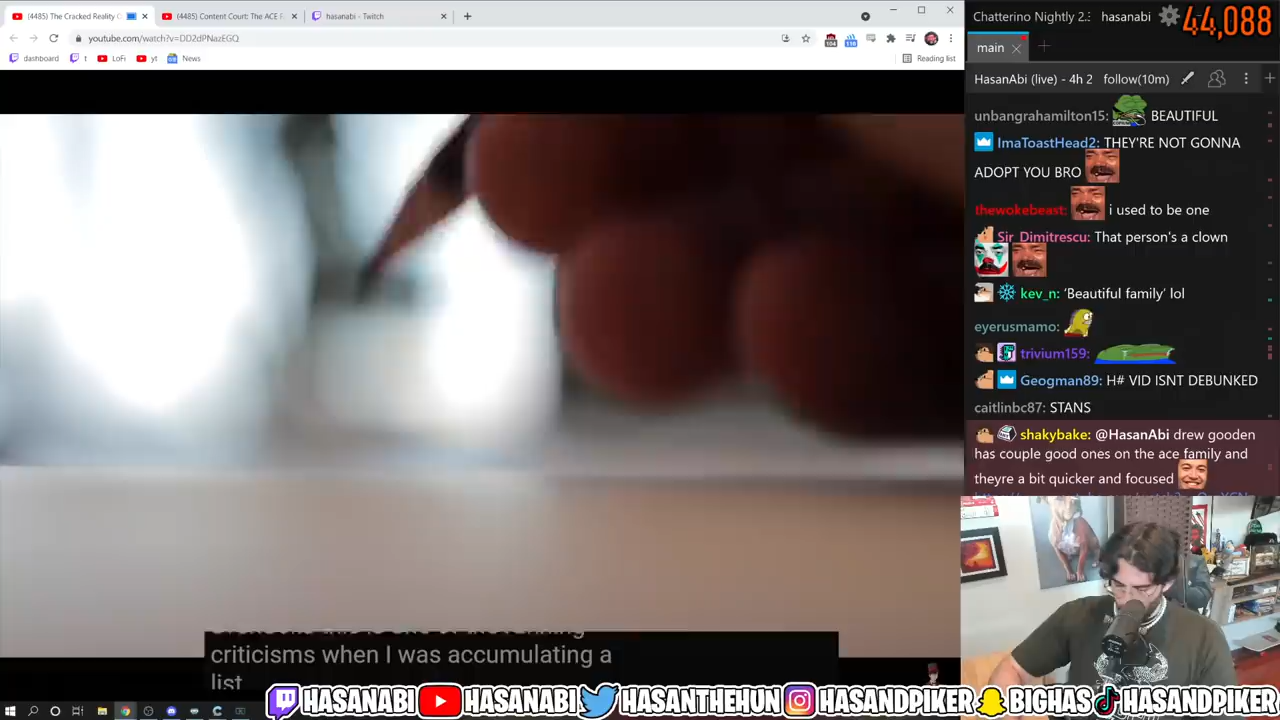 (4485) The Cracked Reality
(4485) Content Court: The ACE F
hasanabi - Twitch
youtube.com/watch?v=DDZdPNazEGQ
dashboard
t
LoFi
yt
News
Reading list
criticisms when I was accumulating a
list
Chatterino Nightly 2.
hasanabi
44,088
main
HasanAbi (live) - 4h 2
follow(10m)
unbangrahamilton15: BEAUTIFUL
ImaToastHead2: THEY'RE NOT GONNA
ADOPT YOU BRO
thewokebeast: i used to be one
Sir_Dimitrescu: That person's a clown
kev_n: 'Beautiful family' lol
eyerusmamo:
trivium159:
Geogman89: H# VID ISNT DEBUNKED
caitlinbc87: STANS
shakybake: @HasanAbi drew gooden
has couple good ones on the ace family and
theyre a bit quicker and focused
HASANABI
HASANABI
HASANTHEHUN
HASANDPIKER
BIGHAS
HASANDPIKER